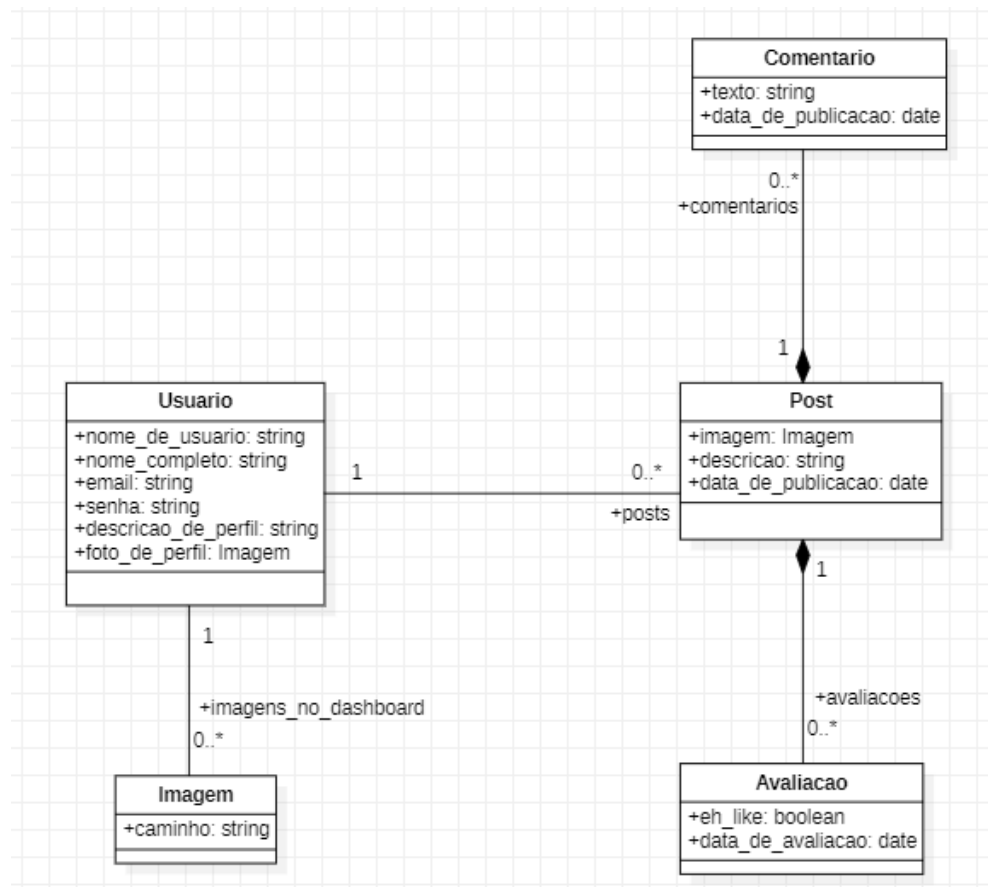 Comentario
+texto: string
+data_de_publicacao: date
0..*
+comentarios
1
Usuario
+nome_de_usuario: string
+nome_completo: string
+email: string
+senha: string
+descricao_de_perfil: string
+foto_de_perfil: Imagem
1
0..*
+posts
Post
+imagem: Imagem
+descricao: string
+data_de_publicacao: date
1
1
+imagens_no_dashboard
0..*
+avaliacoes
0..*
Imagem
+caminho: string
Avaliacao
+eh_like: boolean
+data_de_avaliacao: date